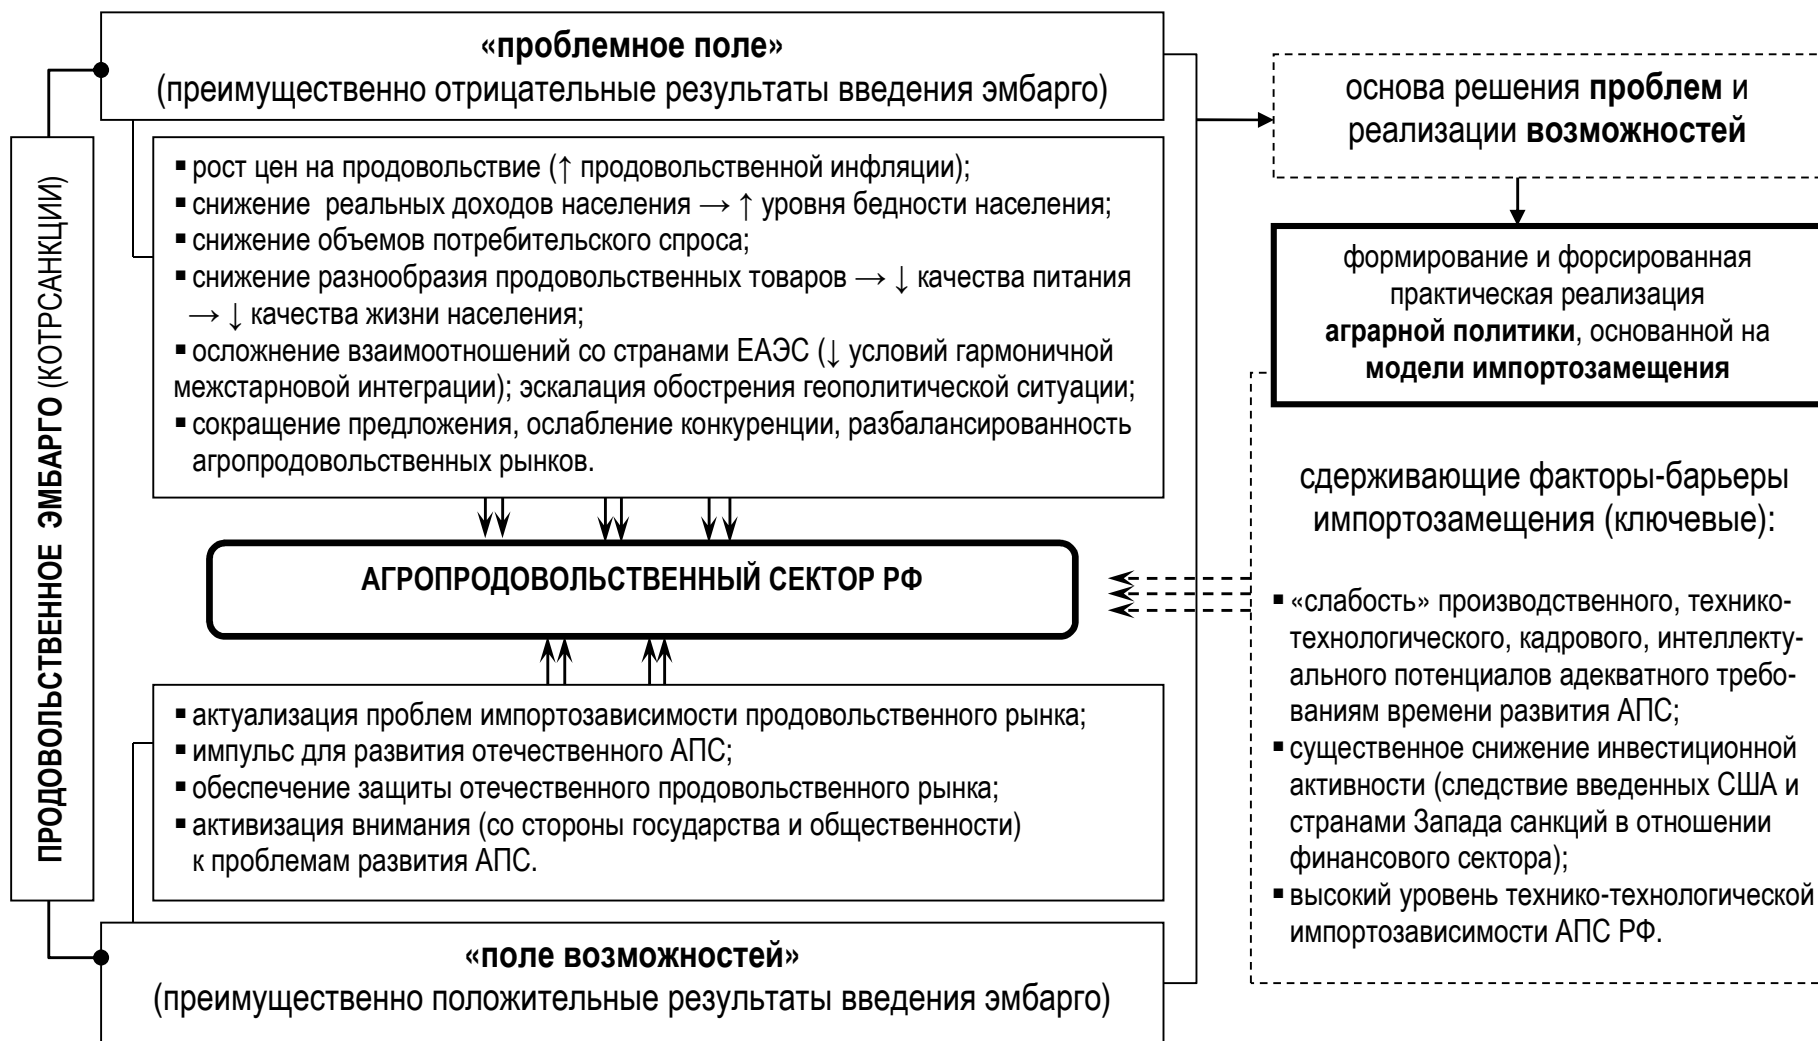 ПРОДОВОЛЬСТВЕННОЕ ЭМБАРГО (КОТРСАНКЦИИ)
«проблемное поле»
(преимущественно отрицательные результаты введения эмбарго)
▪ рост цен на продовольствие (↑ продовольственной инфляции);
▪ снижение реальных доходов населения → ↑ уровня бедности населения;
▪ снижение объемов потребительского спроса;
▪ снижение разнообразия продовольственных товаров → ↓ качества питания
→ ↓ качества жизни населения;
▪ осложнение взаимоотношений со странами ЕАЭС (↓ условий гармоничной
межстарновой интеграции); эскалация обострения геополитической ситуации;
▪ сокращение предложения, ослабление конкуренции, разбалансированность
агропродовольственных рынков.
АГРОПРОДОВОЛЬСТВЕННЫЙ СЕКТОР РФ
▪ актуализация проблем импортозависимости продовольственного рынка;
▪ импульс для развития отечественного АПС;
▪ обеспечение защиты отечественного продовольственного рынка;
▪ активизация внимания (со стороны государства и общественности)
к проблемам развития АПС.
«поле возможностей»
(преимущественно положительные результаты введения эмбарго)
основа решения проблем и
реализации возможностей
формирование и форсированная
практическая реализация
аграрной политики, основанной на
модели импортозамещения
сдерживающие факторы-барьеры
импортозамещения (ключевые):
▪ «слабость» производственного, технико-
технологического, кадрового, интеллекту-
ального потенциалов адекватного требо-
ваниям времени развития АПС;
▪ существенное снижение инвестиционной
активности (следствие введенных США и
странами Запада санкций в отношении
финансового сектора);
▪ высокий уровень технико-технологической
импортозависимости АПС РФ.